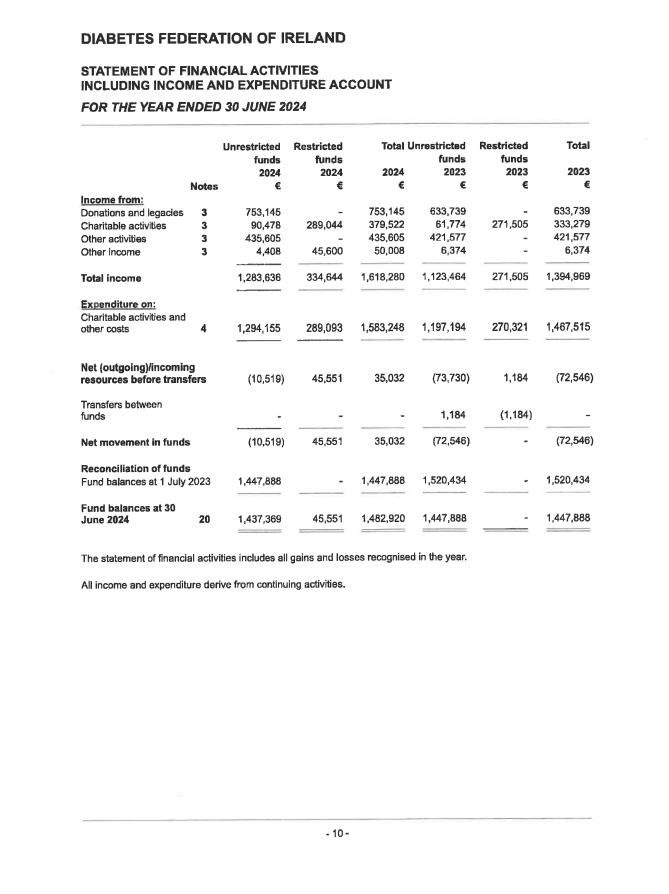 DIABETES FEDERATION OF IRELAND
STATEMENT OF FINANCIAL ACTIVITIES
INCLUDING INCOME AND EXPENDITURE ACCOUNT
FOR THE YEAR ENDED 30 JUNE 2024
Unrestricted Restricted Total Unrestricted Restricted Total
funds funds funds funds
2024 2024 2024 2023 2023 2023
Notes € € € € € €
Income from:
Donations and legacies 3 753,145 – 753,145 633,739 – 633,739
Charitable activities 3 90,478 289,044 379,522 61,774 271,505 333,279
Other activities 3 435,605 – 435,605 421,577 – 421,577
Other income 3 4,408 45,600 50,008 6,374 – 6,374
Total income 1,283,636 334,644 1,618,280 1,123,464 271,505 1,394,969
Expenditure on:
Charitable activities and
other costs 4 1,294,155 289,093 1,583,248 1,197,194 270,321 1,467,515
Net (outgoing)/incoming
resources before transfers (10,519) 45,551 35,032 (73,730) 1,184 (72,546)
Transfers between
funds - - - 1,184 (1,184) –
Net movement in funds (10,519) 45,551 35,032 (72,546) - (72,546)
Reconciliation of funds
Fund balances at 1 July 2023 1,447,888 - 1,447,888 1,520,434 - 1,520,434
Fund balances at 30
June 2024 20 1,437,369 45,551 1,482,920 1,447,888 - 1,447,888
The statement of financial activities includes all gains and losses recognised in the year.
All income and expenditure derive from continuing activities.
- 10 -